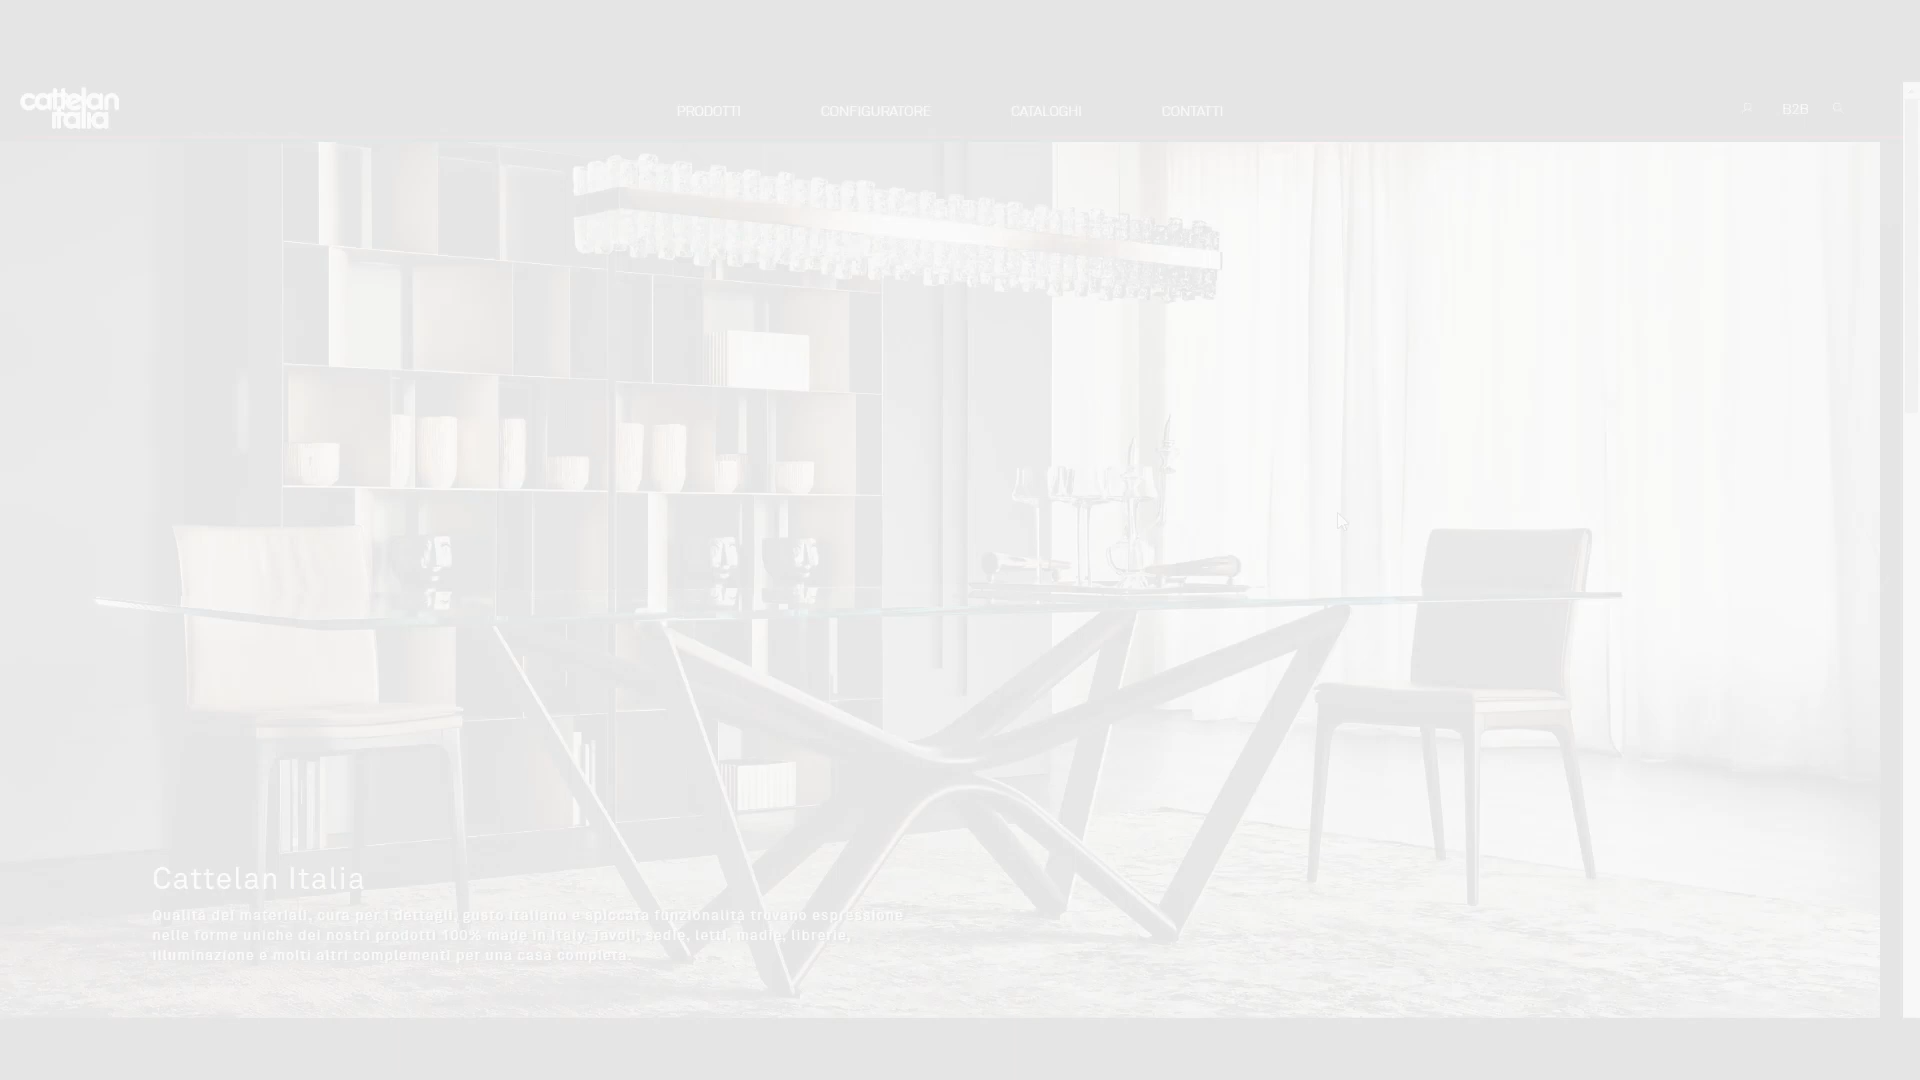 cattelan
italia
PRODOTTI CONFIGURATORE CATALOGHI CONTATTI B2B
Cattelan Italia
Qualità dei materiali, cura per i dettagli, gusto italiano e spiccata funzionalità trovano espressione
nelle forme uniche dei nostri prodotti 100% made in Italy. Tavoli, sedie, letti, madie, librerie,
illuminazione e molti altri complementi per una casa completa.